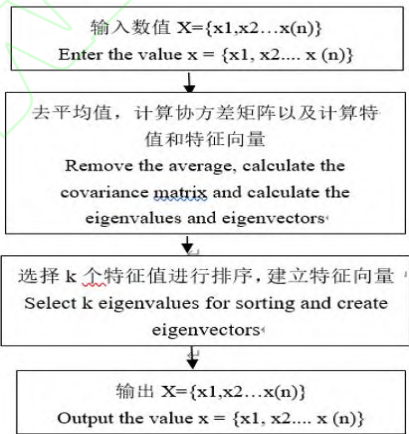 输入数值 X={x1,x2…x(n)}
Enter the value x = {x1, x2.... x (n)}
去平均值，计算协方差矩阵以及计算特
值和特征向量
Remove the average, calculate the
covariance matrix and calculate the
eigenvalues and eigenvectors
选择 k 个特征值进行排序，建立特征向量
Select k eigenvalues for sorting and create
eigenvectors
输出 X={x1,x2…x(n)}
Output the value x = {x1, x2.... x (n)}